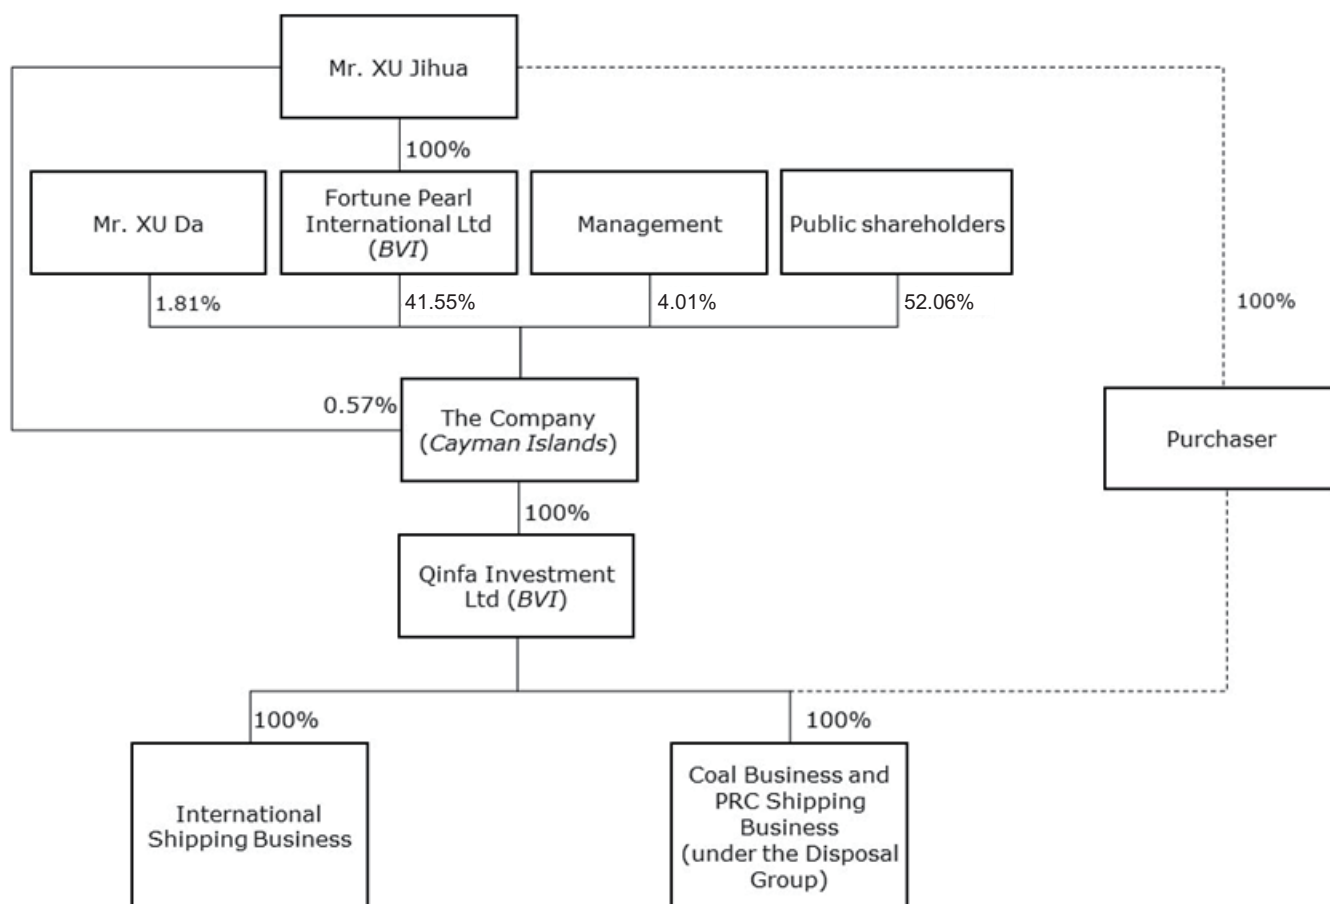 Mr. XU Jihua
100%
Mr. XU Da
Fortune Pearl
International Ltd
(BVI)
Management
Public shareholders
1.81%
41.55%
4.01%
52.06%
100%
0.57%
The Company
(Cayman Islands)
Purchaser
100%
Qinfa Investment
Ltd (BVI)
100%
100%
International
Shipping Business
Coal Business and
PRC Shipping
Business
(under the Disposal
Group)